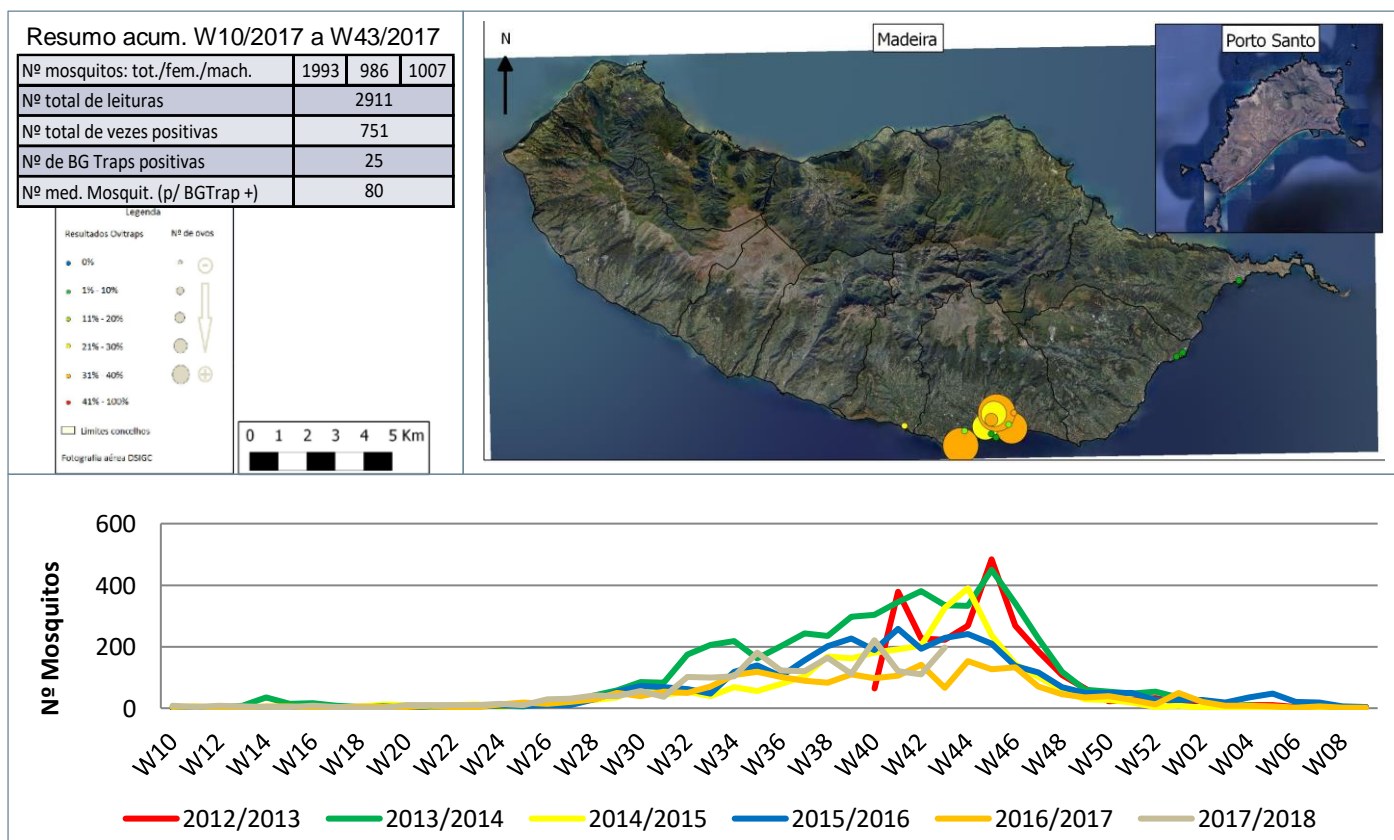 Resumo acum. W10/2017 a W43/2017
Nº mosquitos: tot./fem./mach. 1993 986 1007
Nº total de leituras 2911
Nº total de vezes positivas 751
Nº de BG Traps positivas 25
Nº med. Mosquit. (p/ BGTrap +) 80
Legenda
Resultados Ovitraps Nº de ovos
0%
1% - 10%
11% - 20%
21% - 30%
31% - 40%
41% - 100%
Limites concelhos
Fotografia aérea DSIGC
0 1 2 3 4 5 Km
N
Madeira
Porto Santo
Nº Mosquitos
600
400
200
0
W10 W12 W14 W16 W18 W20 W22 W24 W26 W28 W30 W32 W34 W36 W38 W40 W42 W44 W46 W48 W50 W52 W02 W04 W06 W08
2012/2013 2013/2014 2014/2015 2015/2016 2016/2017 2017/2018